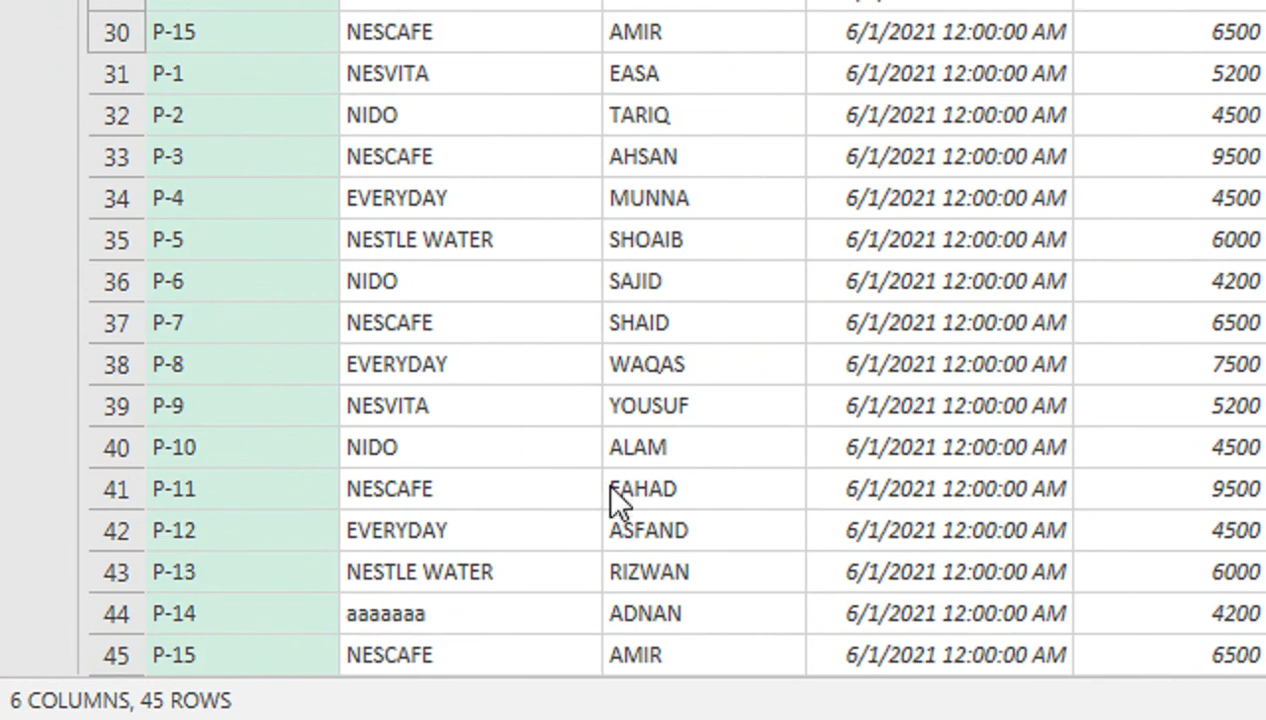 30 P-15 NESCAFE AMIR 6/1/2021 12:00:00 AM 6500
31 P-1 NESVITA EASA 6/1/2021 12:00:00 AM 5200
32 P-2 NIDO TARIQ 6/1/2021 12:00:00 AM 4500
33 P-3 NESCAFE AHSAN 6/1/2021 12:00:00 AM 9500
34 P-4 EVERYDAY MUNNA 6/1/2021 12:00:00 AM 4500
35 P-5 NESTLE WATER SHOAIB 6/1/2021 12:00:00 AM 6000
36 P-6 NIDO SAJID 6/1/2021 12:00:00 AM 4200
37 P-7 NESCAFE SHAID 6/1/2021 12:00:00 AM 6500
38 P-8 EVERYDAY WAQAS 6/1/2021 12:00:00 AM 7500
39 P-9 NESVITA YOUSUF 6/1/2021 12:00:00 AM 5200
40 P-10 NIDO ALAM 6/1/2021 12:00:00 AM 4500
41 P-11 NESCAFE FAHAD 6/1/2021 12:00:00 AM 9500
42 P-12 EVERYDAY ASFAND 6/1/2021 12:00:00 AM 4500
43 P-13 NESTLE WATER RIZWAN 6/1/2021 12:00:00 AM 6000
44 P-14 aaaaaaa ADNAN 6/1/2021 12:00:00 AM 4200
45 P-15 NESCAFE AMIR 6/1/2021 12:00:00 AM 6500
6 COLUMNS, 45 ROWS